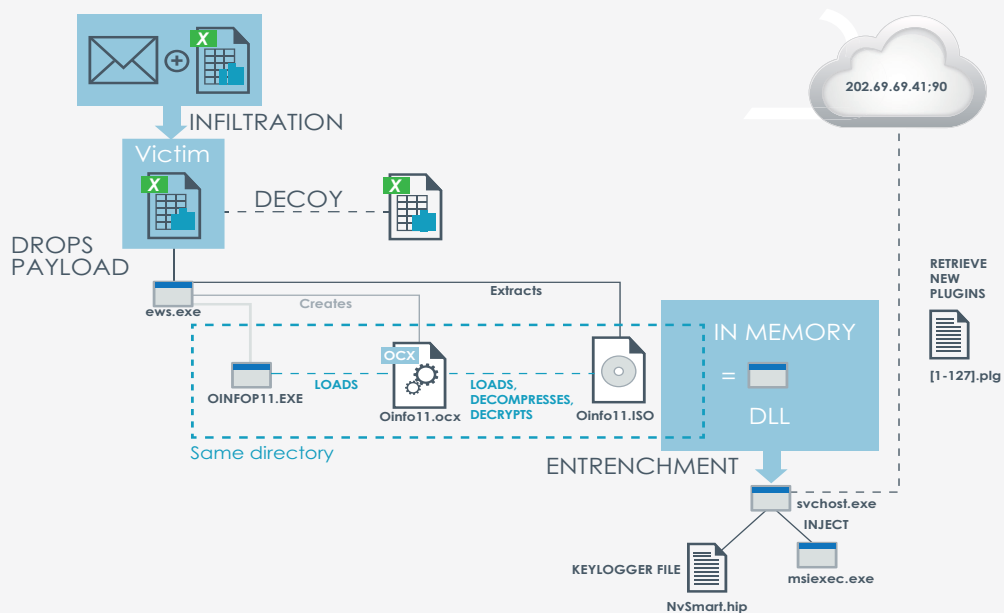 X
INFILTRATION
202.69.69.41;90
Victim
X
DECOY
X
DROPS
PAYLOAD
ews.exe
Extracts
Creates
RETRIEVE
NEW
PLUGINS
[1-127].plg
IN MEMORY
OCX
=
LOADS
LOADS,
DECOMPRESSES,
DECRYPTS
OINFOP11.EXE
Oinfo11.ocx
Oinfo11.ISO
DLL
Same directory
ENTRENCHMENT
svchost.exe
INJECT
KEYLOGGER FILE
msiexec.exe
NvSmart.hip